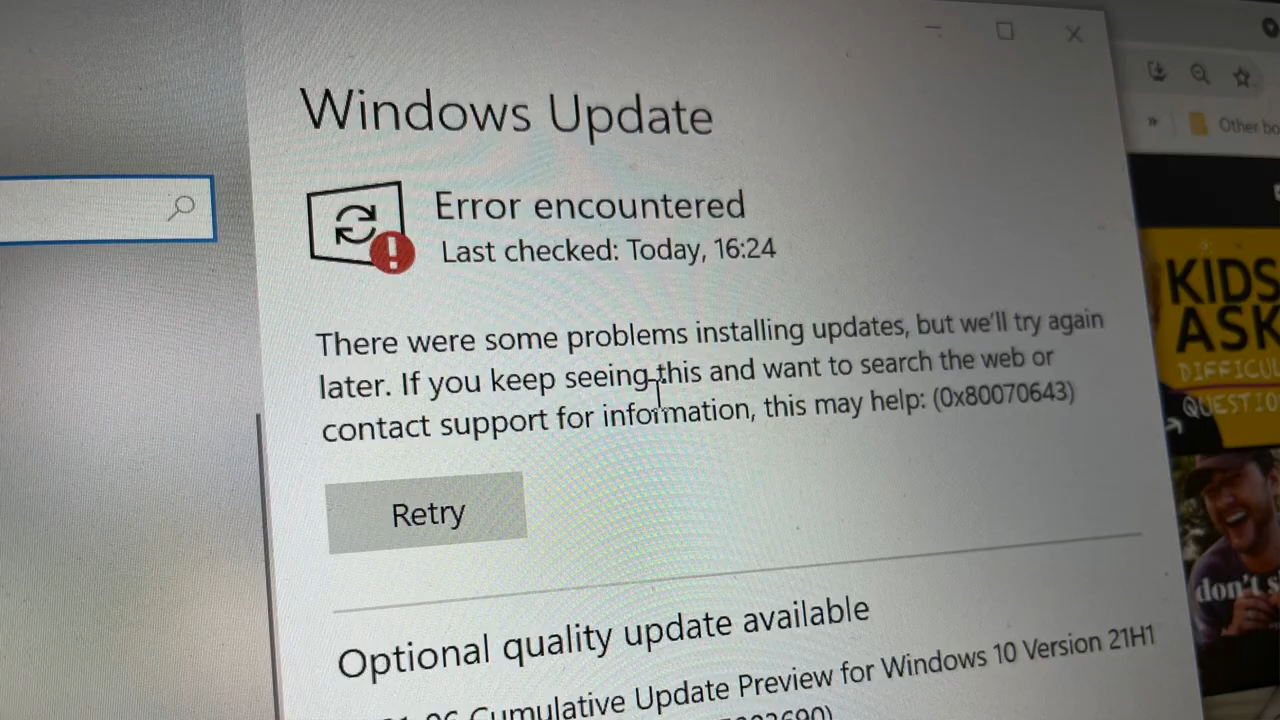 Windows Update
Error encountered
Last checked: Today, 16:24
There were some problems installing updates, but we'll try again
later. If you keep seeing this and want to search the web or
contact support for information, this may help: (0x80070643)
Retry
Optional quality update available
Cumulative Update Preview for Windows 10 Version 21H1
» Other bo
KIDS
ASK
DIFFICUL
QUESTIO
don't s